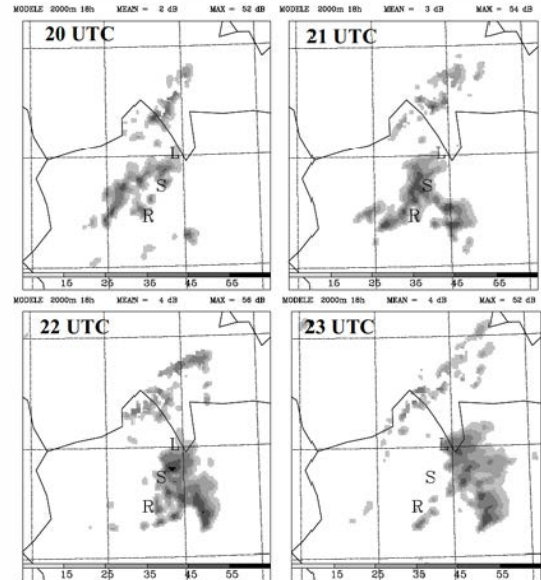 MODELE 2000m 18h MEAN = 2 dB MAX = 52 dB
20 UTC
L
S
R
15 25 35 45 55
MODELE 2000m 18h MEAN = 3 dB MAX = 54 dB
21 UTC
L
S
R
15 25 35 45 55
MODELE 2000m 18h MEAN = 4 dB MAX = 56 dB
22 UTC
L
S
R
15 25 35 45 55
MODELE 2000m 18h MEAN = 4 dB MAX = 52 dB
23 UTC
L
S
R
15 25 35 45 55